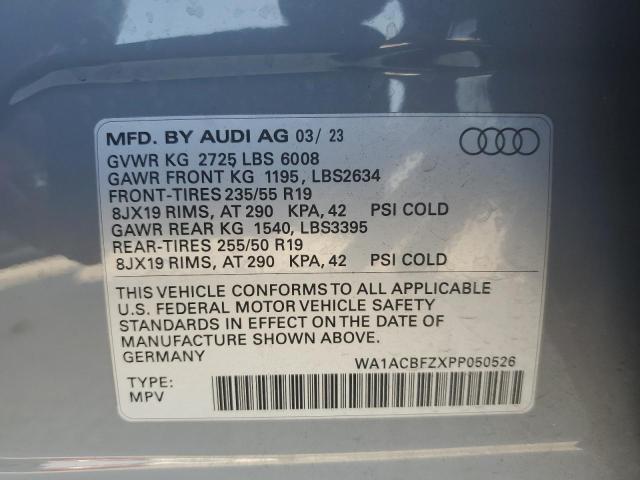 MFD. BY AUDI AG 03/ 23
GVWR KG 2725 LBS 6008
GAWR FRONT KG 1195, LBS2634
FRONT-TIRES 235/55 R19
8JX19 RIMS, AT 290 KPA, 42 PSI COLD
GAWR REAR KG 1540, LBS3395
REAR-TIRES 255/50 R19
8JX19 RIMS, AT 290 KPA, 42 PSI COLD
THIS VEHICLE CONFORMS TO ALL APPLICABLE
U.S. FEDERAL MOTOR VEHICLE SAFETY
STANDARDS IN EFFECT ON THE DATE OF
MANUFACTURE SHOWN ABOVE.
GERMANY WA1ACBFZXPP050526
TYPE:
MPV